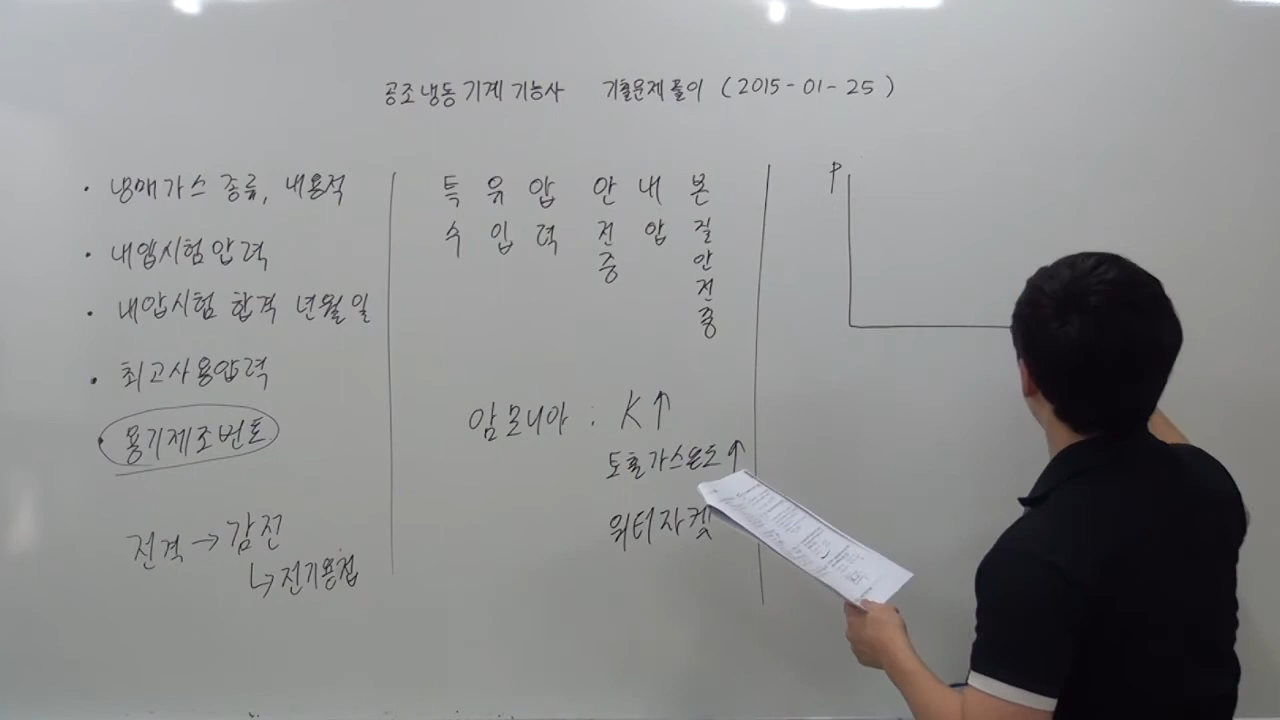 공조냉동기계기능사 기출문제풀이 (2015-01-25)
· 냉매가스 종류, 내용적
· 내압시험압력
· 내압시험 합격 년월일
· 최고사용압력
· 용기제조번호
전격→감전
↳전기용접
특 유 압 안 내 본
수 입 력 전 압 질
중 안
전
중
암모니아 : K↑
토출가스온도↑
워터자켓
P